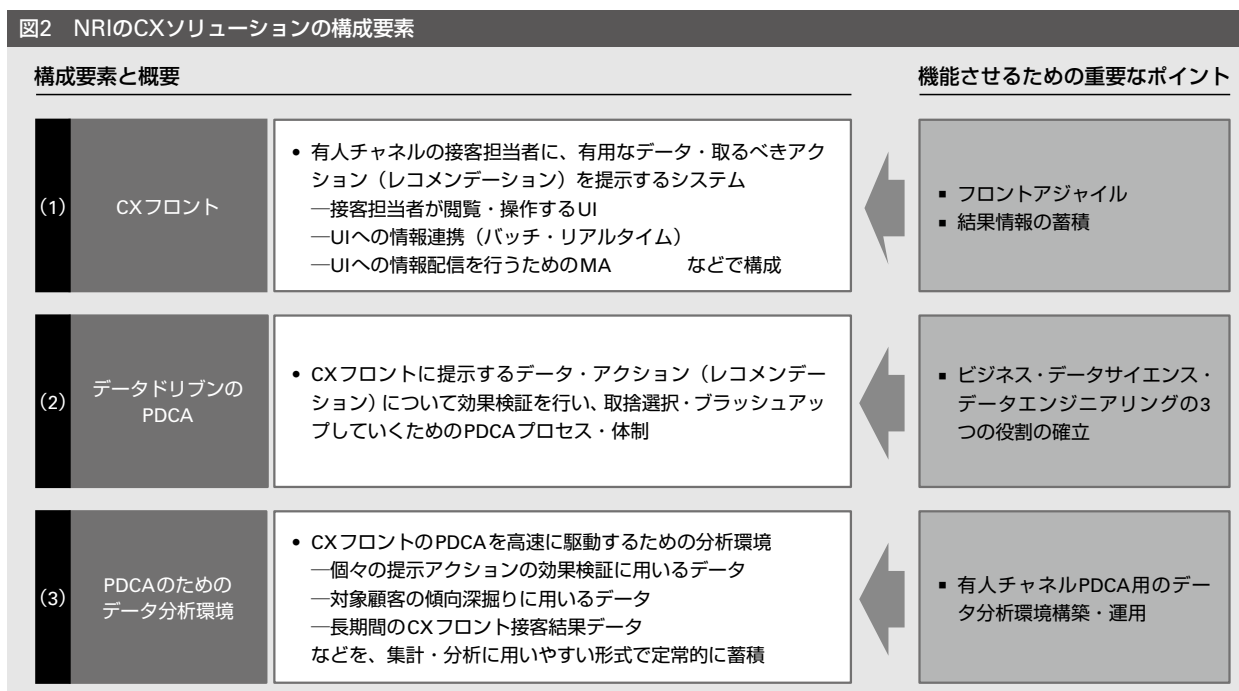 図2　NRIのCXソリューションの構成要素
構成要素と概要
機能させるための重要なポイント
(1)
CXフロント
• 有人チャネルの接客担当者に、有用なデータ・取るべきアク
ション（レコメンデーション）を提示するシステム
―接客担当者が閲覧・操作するUI
―UIへの情報連携（バッチ・リアルタイム）
―UIへの情報配信を行うためのMA　　　などで構成
▪ フロントアジャイル
▪ 結果情報の蓄積
(2)
データドリブンの
PDCA
• CXフロントに提示するデータ・アクション（レコメンデー
ション）について効果検証を行い、取捨選択・ブラッシュアッ
プしていくためのPDCAプロセス・体制
▪ ビジネス・データサイエンス・
データエンジニアリングの3
つの役割の確立
(3)
PDCAのための
データ分析環境
• CXフロントのPDCAを高速に駆動するための分析環境
―個々の提示アクションの効果検証に用いるデータ
―対象顧客の傾向深掘りに用いるデータ
―長期間のCXフロント接客結果データ
などを、集計・分析に用いやすい形式で定常的に蓄積
▪ 有人チャネルPDCA用のデー
タ分析環境構築・運用